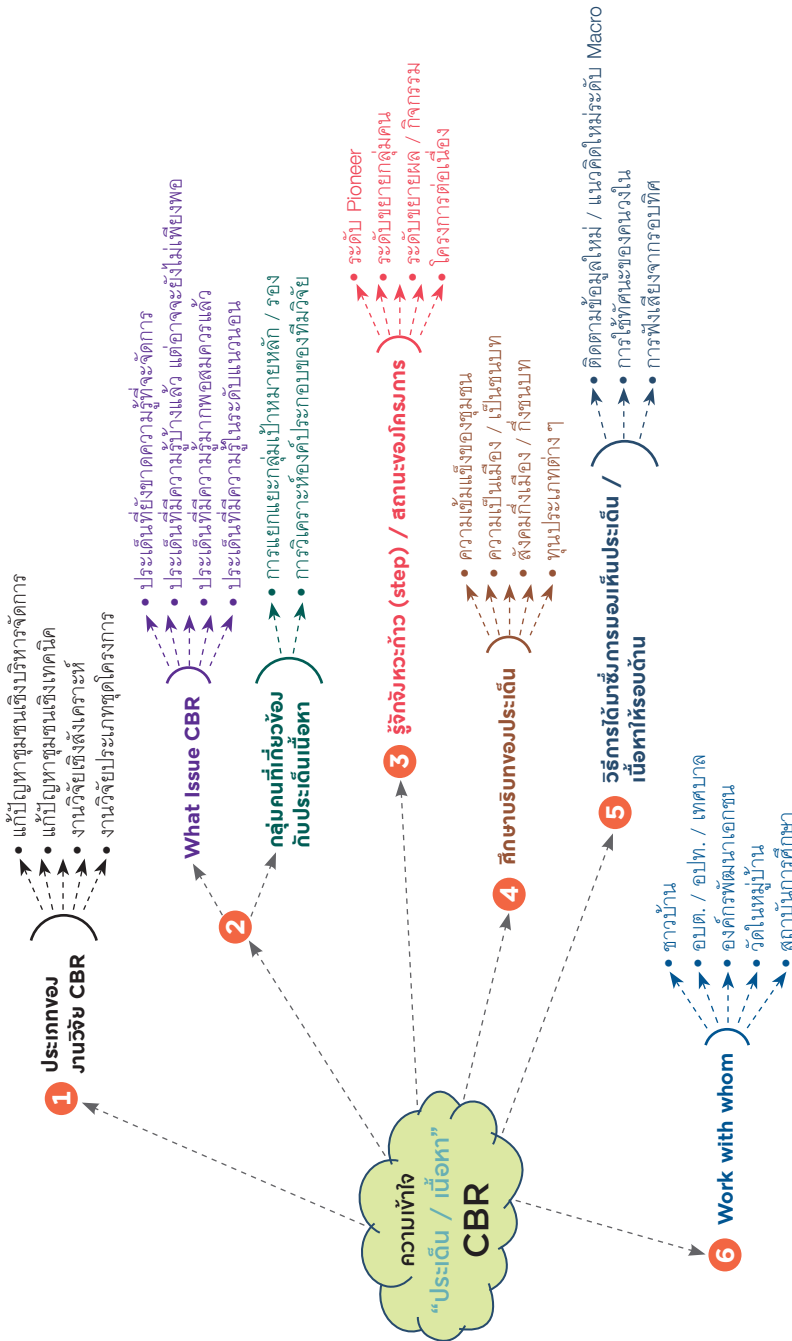 ความเข้าใจ
“ประเด็น / เนื้อหา”
CBR
1
ประเภทของ
งานวิจัย CBR
• แก้ปัญหาชุมชนเชิงบริหารจัดการ
• แก้ปัญหาชุมชนเชิงเทคนิค
• งานวิจัยเชิงสังเคราะห์
• งานวิจัยประเภทชุดโครงการ
2
What Issue CBR
• ประเด็นที่ยังขาดความรู้ที่จะจัดการ
• ประเด็นที่มีความรู้บ้างแล้ว แต่อาจจะยังไม่เพียงพอ
• ประเด็นที่มีความรู้มากพอสมควรแล้ว
• ประเด็นที่มีความรู้ในระดับแน่นอน
กลุ่มคนที่เกี่ยวข้อง
กับประเด็นเนื้อหา
• การแยกแยะกลุ่มเป้าหมายหลัก / รอง
• การวิเคราะห์องค์ประกอบของทีมวิจัย
3
รู้จักจังหวะก้าว (step) / สถานะของโครงการ
• ระดับ Pioneer
• ระดับขยายกลุ่มคน
• ระดับขยายผล / กิจกรรม
• โครงการต่อเนื่อง
4
ศึกษาบริบทของประเด็น
• ความเข้มแข็งของชุมชน
• ความเป็นเมือง / เป็นชนบท
• สังคมกึ่งเมือง / กึ่งชนบท
• ทุนประเภทต่าง ๆ
5
วิธีการได้มาซึ่งการมองเห็นประเด็น /
เนื้อหาให้รอบด้าน
• ติดตามข้อมูลใหม่ / แนวคิดใหม่ระดับ Macro
• การใช้ทัศนะของคนวงใน
• การฟังเสียงจากรอบทิศ
6
Work with whom
• ชาวบ้าน
• อบต. / อปท. / เทศบาล
• องค์กรพัฒนาเอกชน
• วัดในหมู่บ้าน
• สถาบันการศึกษา